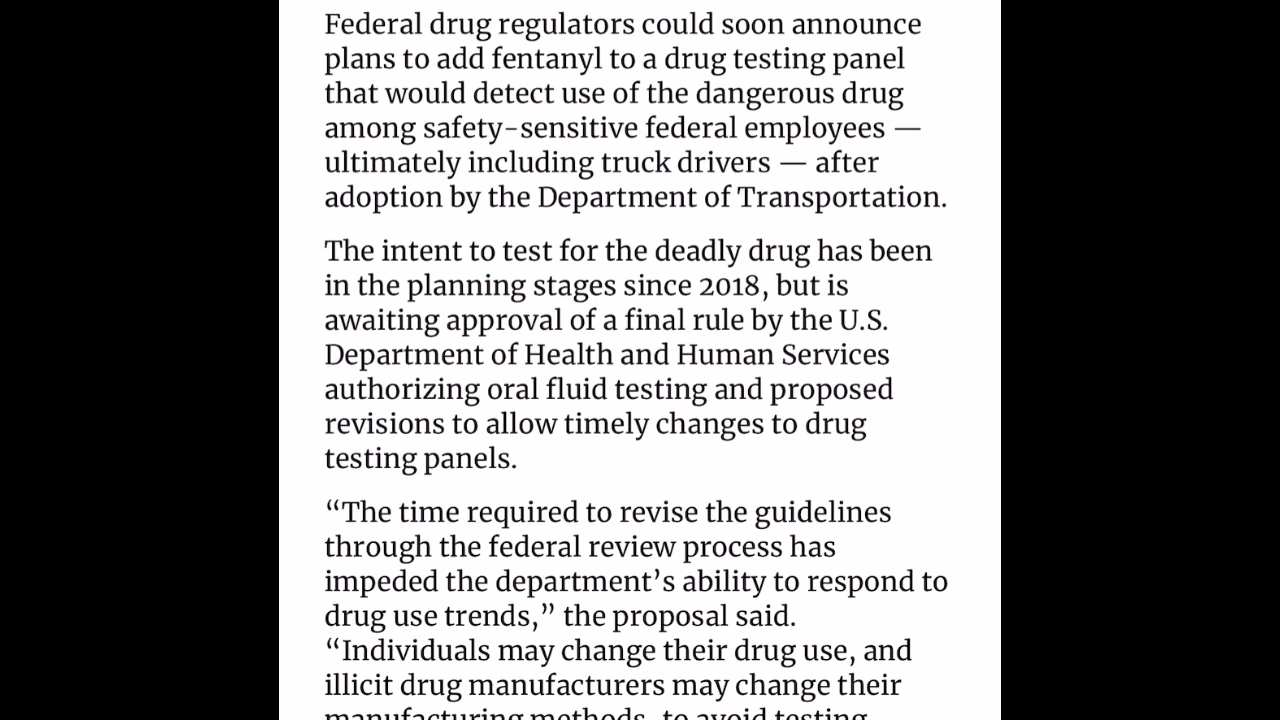 Federal drug regulators could soon announce
plans to add fentanyl to a drug testing panel
that would detect use of the dangerous drug
among safety-sensitive federal employees —
ultimately including truck drivers — after
adoption by the Department of Transportation.
The intent to test for the deadly drug has been
in the planning stages since 2018, but is
awaiting approval of a final rule by the U.S.
Department of Health and Human Services
authorizing oral fluid testing and proposed
revisions to allow timely changes to drug
testing panels.
“The time required to revise the guidelines
through the federal review process has
impeded the department’s ability to respond to
drug use trends,” the proposal said.
“Individuals may change their drug use, and
illicit drug manufacturers may change their
manufacturing methods, to avoid testing